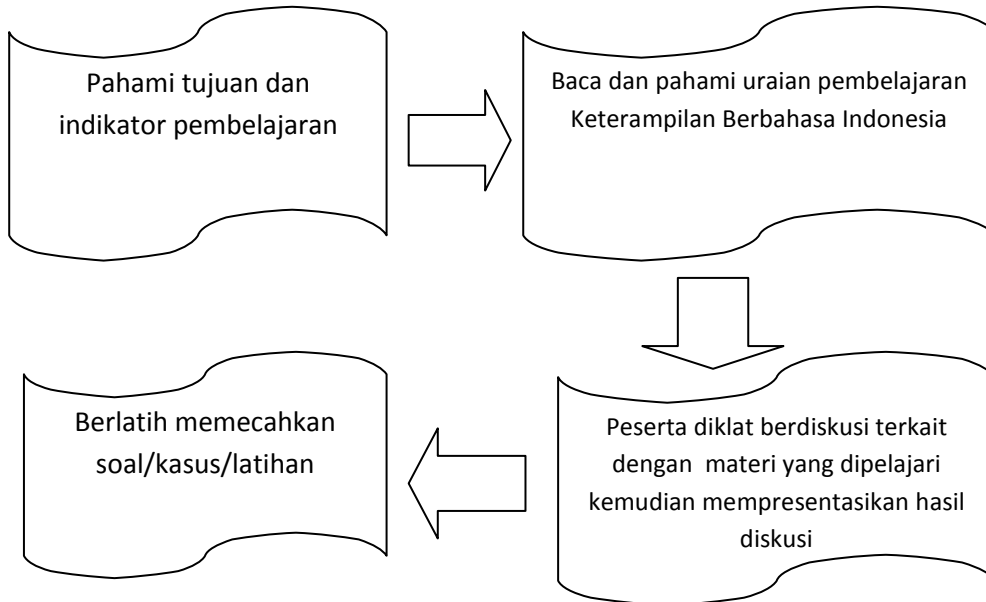 Pahami tujuan dan
indikator pembelajaran
Baca dan pahami uraian pembelajaran
Keterampilan Berbahasa Indonesia
Peserta diklat berdiskusi terkait
dengan materi yang dipelajari
kemudian mempresentasikan hasil
diskusi
Berlatih memecahkan
soal/kasus/latihan